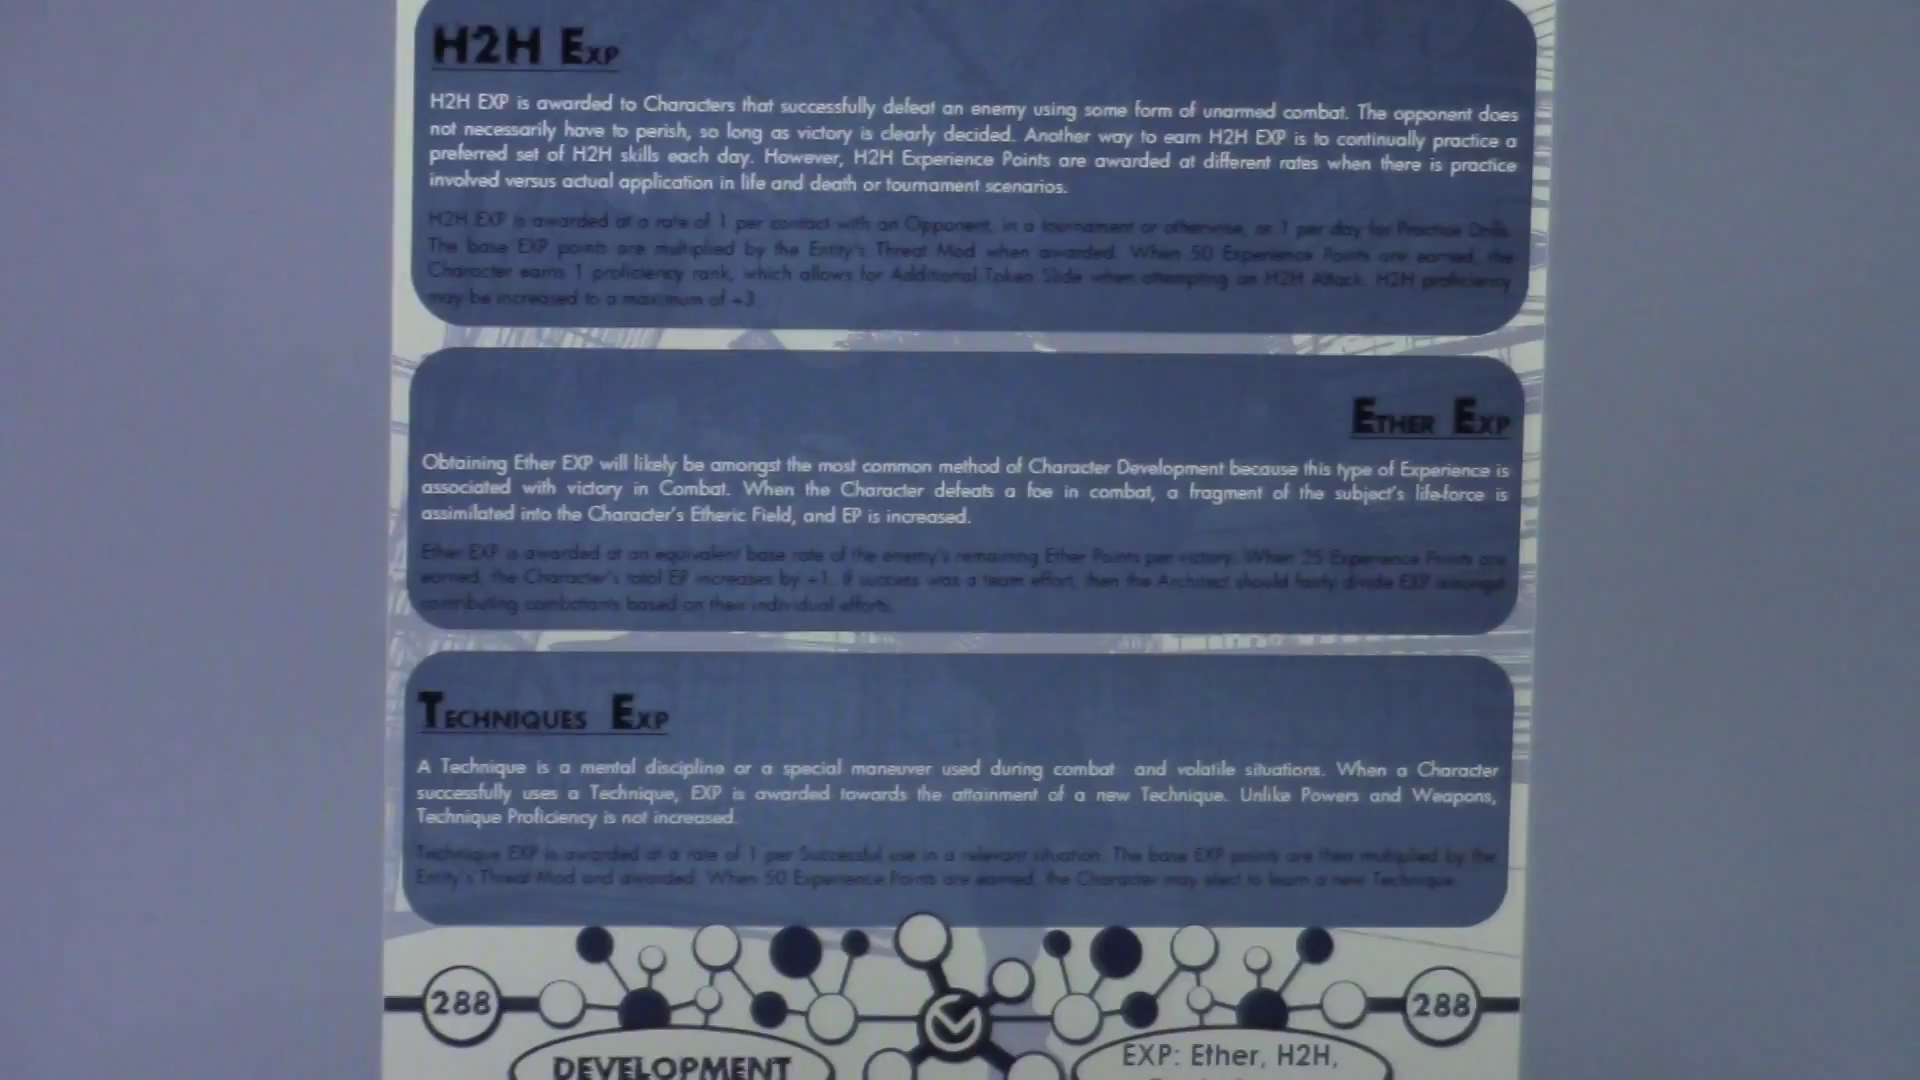 H2H EXP
H2H EXP is awarded to Characters that successfully defeat an enemy using some form of unarmed combat. The opponent does
not necessarily have to perish, so long as victory is clearly decided. Another way to earn H2H EXP is to continually practice a
preferred set of H2H skills each day. However, H2H Experience Points are awarded at different rates when there is practice
involved versus actual application in life and death or tournament scenarios.
H2H EXP is awarded at a rate of 1 per contact with an Opponent, in a tournament or otherwise, or 1 per day for Practice Drills.
The base EXP points are multiplied by the Entity's Threat Mod when awarded. When 50 Experience Points are earned, the
Character earns 1 proficiency rank, which allows for Additional Token Slide when attempting an H2H Attack. H2H proficiency
may be increased to a maximum of +3
ETHER EXP
Obtaining Ether EXP will likely be amongst the most common method of Character Development because this type of Experience is
associated with victory in Combat. When the Character defeats a foe in combat, a fragment of the subject's life-force is
assimilated into the Character's Etheric Field, and EP is increased.
Ether EXP is awarded at an equivalent base rate of the enemy's remaining Ether Points per victory. When 25 Experience Points are
earned, the Character's total EP increases by +1. If success was a team effort, then the Architect should fairly divide EXP amongst
contributing combatants based on their individual efforts.
TECHNIQUES EXP
A Technique is a mental discipline or a special maneuver used during combat and volatile situations. When a Character
successfully uses a Technique, EXP is awarded towards the attainment of a new Technique. Unlike Powers and Weapons,
Technique Proficiency is not increased.
Technique EXP is awarded at a rate of 1 per Successful use in a relevant situation. The base EXP points are then multiplied by the
Entity's Threat Mod and awarded. When 50 Experience Points are earned, the Character may elect to learn a new Technique.
288
288
DEVELOPMENT
EXP: Ether, H2H,